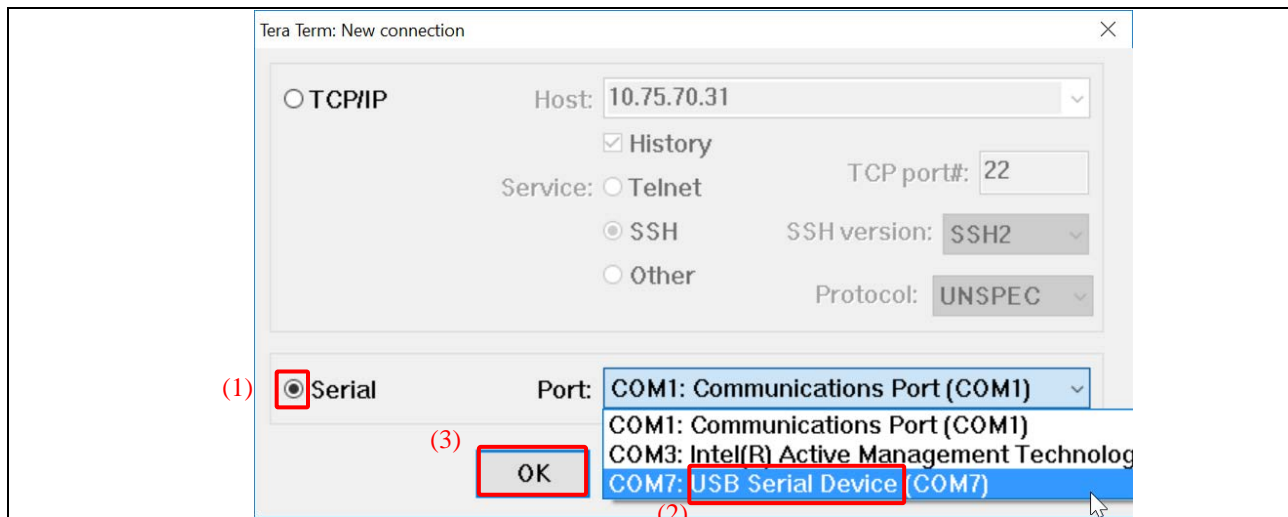 Tera Term: New connection
TCP/IP Host: 10.75.70.31
History
Service: Telnet TCP port#: 22
SSH SSH version: SSH2
Other
Protocol: UNSPEC
(1) Serial Port: COM1: Communications Port (COM1)
COM1: Communications Port (COM1)
(3) COM3: Intel(R) Active Management Technolog
OK COM7: USB Serial Device (COM7)
(2)